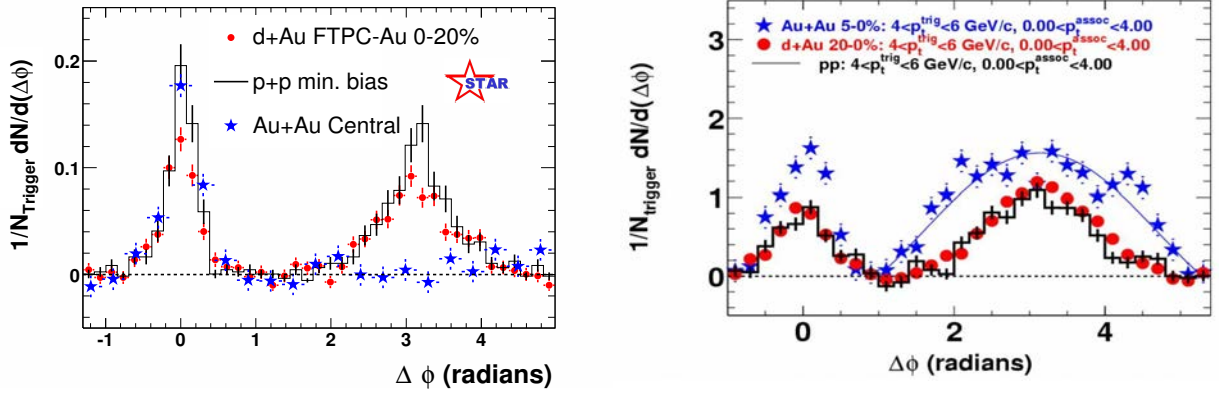 1/N_Trigger dN/d(Δϕ)
d+Au FTPC-Au 0-20%
p+p min. bias
Au+Au Central
STAR
0.2
0.1
0
-1 0 1 2 3 4
Δ ϕ (radians)
1/N_trigger dN/d(Δϕ)
Au+Au 5-0%: 4<p_t^trig<6 GeV/c, 0.00<p_t^assoc<4.00
d+Au 20-0%: 4<p_t^trig<6 GeV/c, 0.00<p_t^assoc<4.00
pp: 4<p_t^trig<6 GeV/c, 0.00<p_t^assoc<4.00
3
2
1
0
0 2 4
Δϕ (radians)